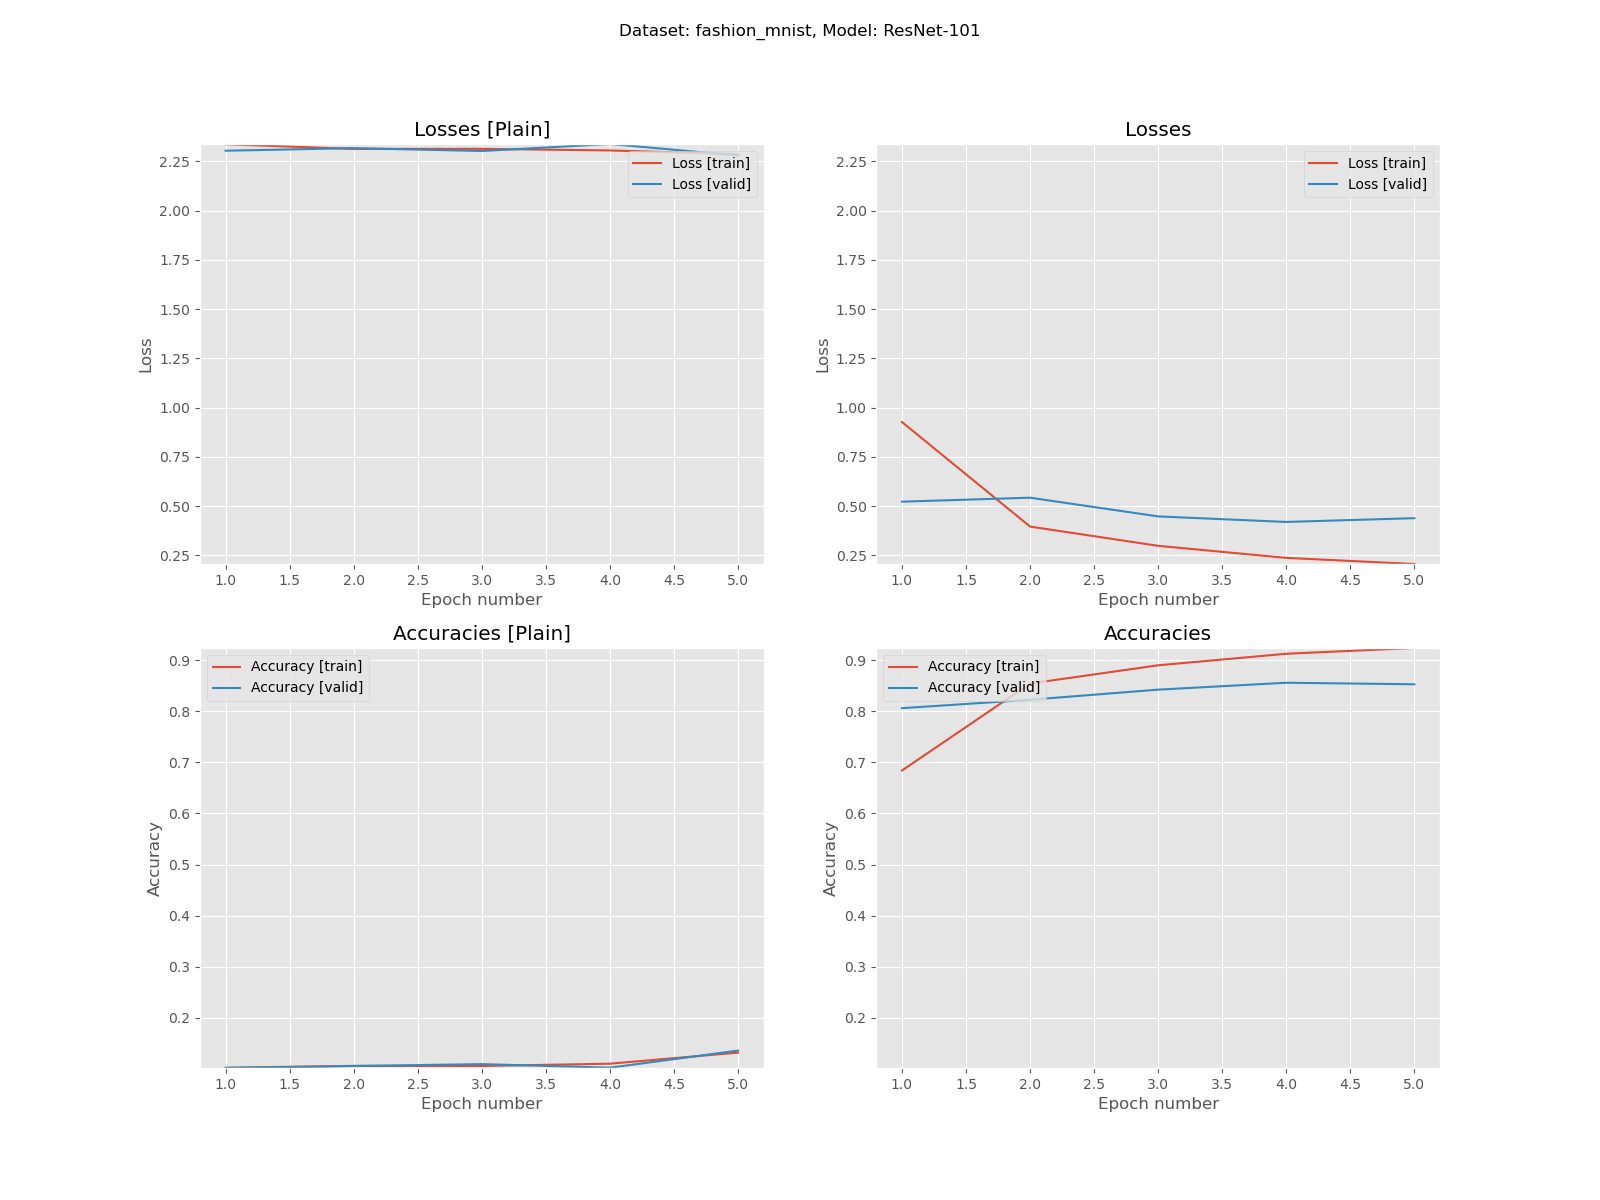 Dataset: fashion_mnist, Model: ResNet-101
Losses [Plain]
Loss
2.25
2.00
1.75
1.50
1.25
1.00
0.75
0.50
0.25
Loss [train]
Loss [valid]
1.0 1.5 2.0 2.5 3.0 3.5 4.0 4.5 5.0
Epoch number
Losses
Loss
2.25
2.00
1.75
1.50
1.25
1.00
0.75
0.50
0.25
Loss [train]
Loss [valid]
1.0 1.5 2.0 2.5 3.0 3.5 4.0 4.5 5.0
Epoch number
Accuracies [Plain]
Accuracy
0.9
0.8
0.7
0.6
0.5
0.4
0.3
0.2
Accuracy [train]
Accuracy [valid]
1.0 1.5 2.0 2.5 3.0 3.5 4.0 4.5 5.0
Epoch number
Accuracies
Accuracy
0.9
0.8
0.7
0.6
0.5
0.4
0.3
0.2
Accuracy [train]
Accuracy [valid]
1.0 1.5 2.0 2.5 3.0 3.5 4.0 4.5 5.0
Epoch number